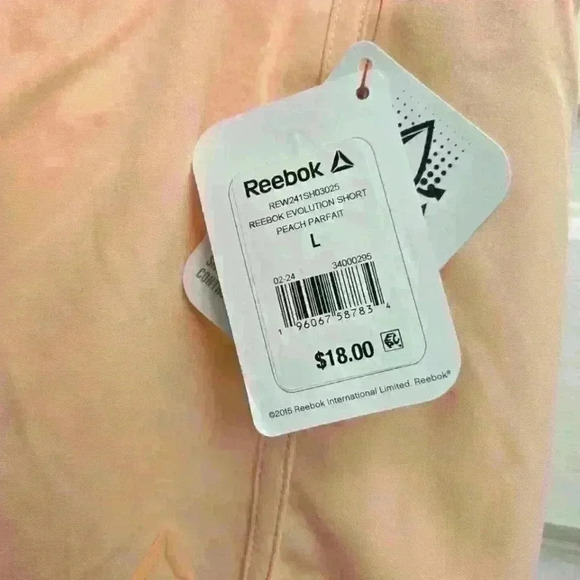 Reebok
REW241SH03025
REEBOK EVOLUTION SHORT
PEACH PARFAIT
L
02-24 34000295
1 96067 58783 4
$18.00
©2015 Reebok International Limited. Reebok®